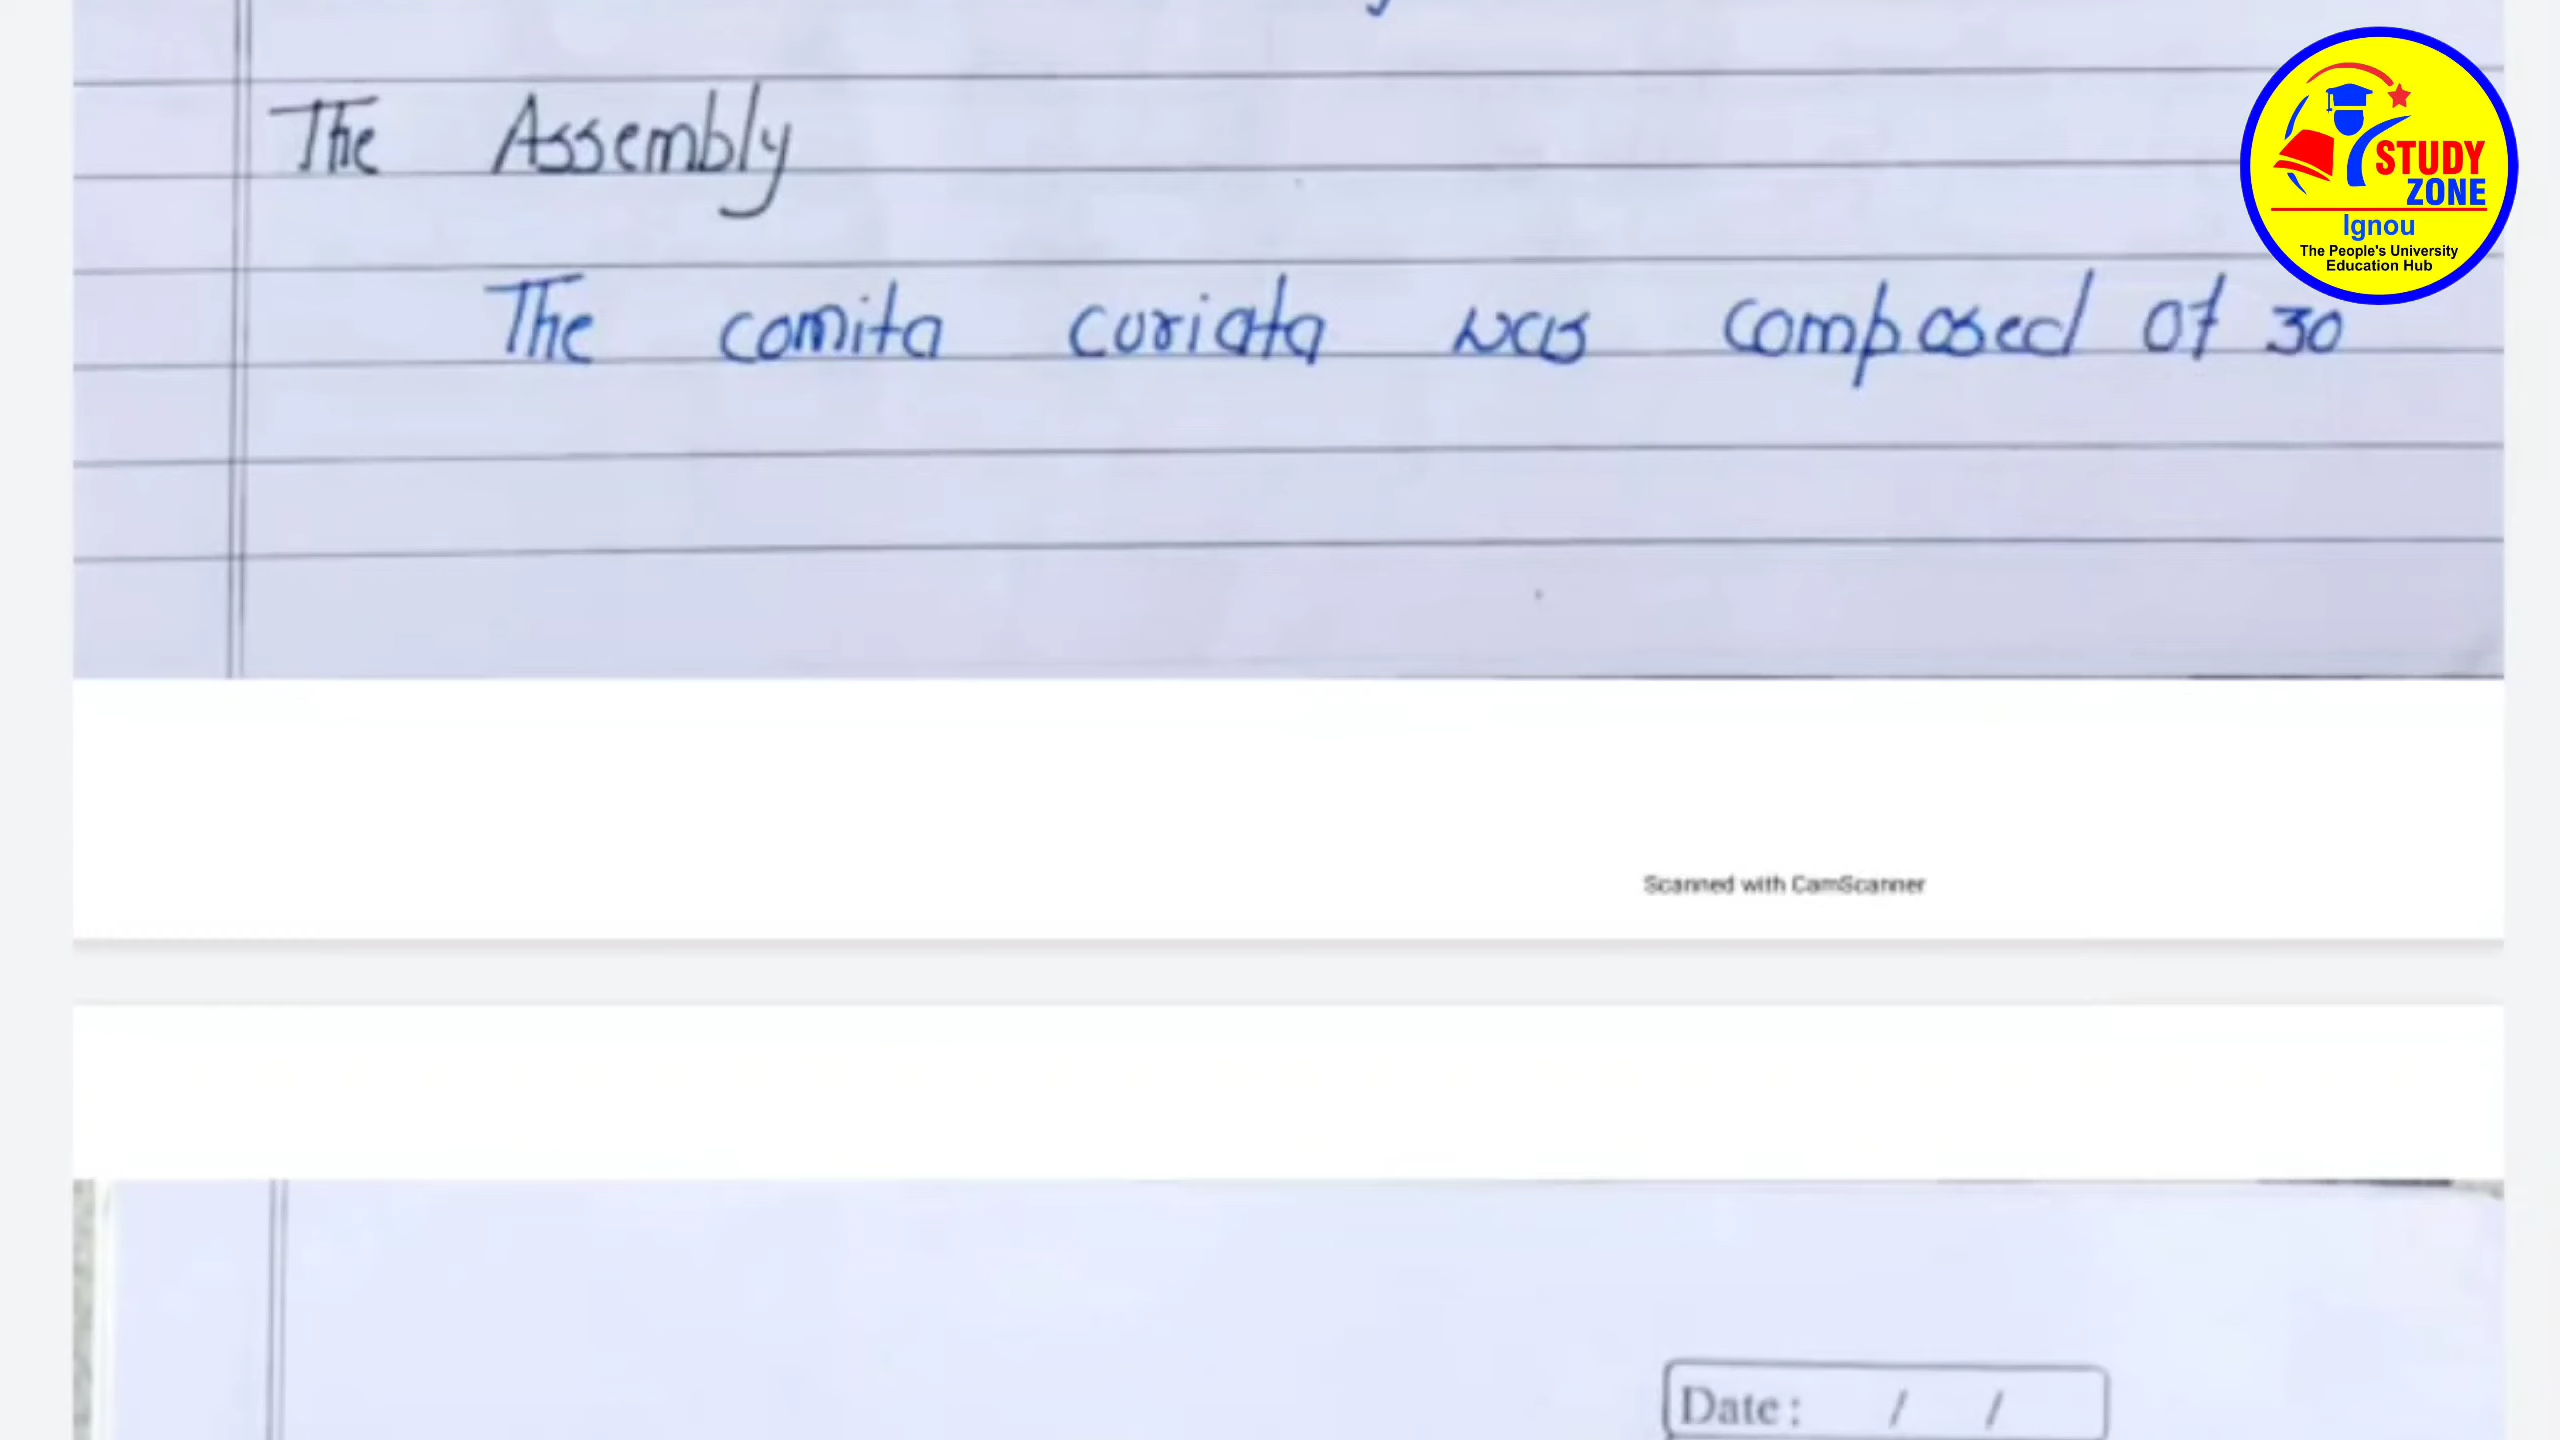 The Assembly
STUDY
ZONE
Ignou
The People's University
Education Hub
The comita curiata was composed of 30
Scanned with CamScanner
Date: / /